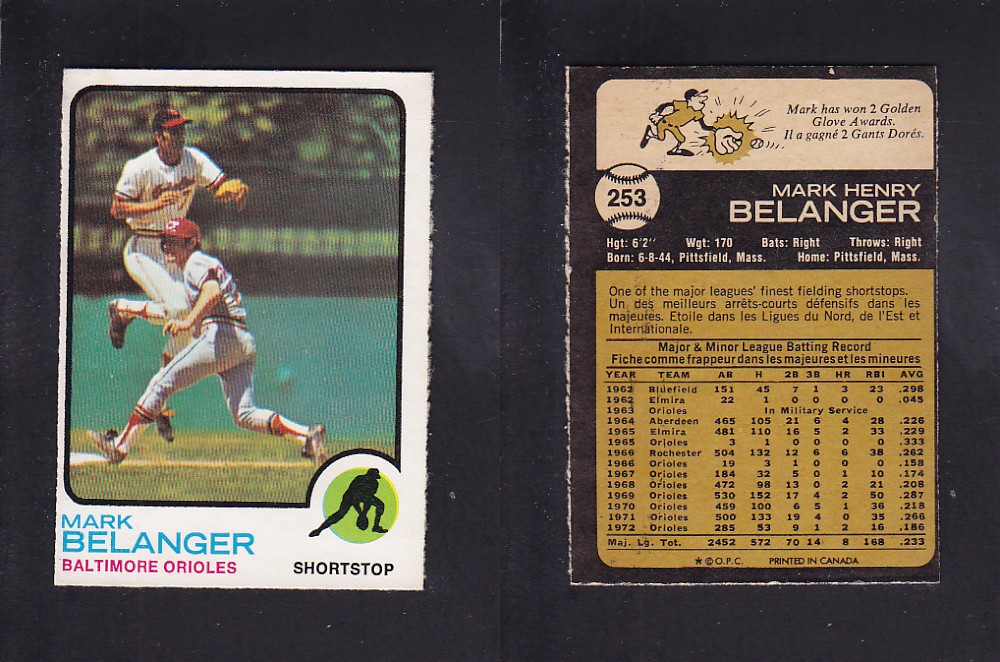 MARK
BELANGER
BALTIMORE ORIOLES
SHORTSTOP
Mark has won 2 Golden
Glove Awards.
Il a gagné 2 Gants Dorés.
253
MARK HENRY
BELANGER
Hgt: 6'2" Wgt: 170 Bats: Right Throws: Right
Born: 6-8-44, Pittsfield, Mass. Home: Pittsfield, Mass.
One of the major leagues' finest fielding shortstops.
Un des meilleurs arrêts-courts défensifs dans les
majeures. Etoile dans les Ligues du Nord, de l'Est et
Internationale.
Major & Minor League Batting Record
Fiche comme frappeur dans les majeures et les mineures
YEAR TEAM AB H 2B 3B HR RBI AVG
1962 Bluefield 151 45 7 1 3 23 .298
1962 Elmira 22 1 0 0 0 0 .045
1963 Orioles In Military Service
1964 Aberdeen 465 105 21 6 4 28 .226
1965 Elmira 481 110 16 5 2 33 .229
1965 Orioles 3 1 0 0 0 0 .333
1966 Rochester 504 132 12 6 6 38 .262
1966 Orioles 19 3 1 0 0 0 .158
1967 Orioles 184 32 5 0 1 10 .174
1968 Orioles 472 98 13 0 2 21 .208
1969 Orioles 530 152 17 4 2 50 .287
1970 Orioles 459 100 6 5 1 36 .218
1971 Orioles 500 133 19 4 0 35 .266
1972 Orioles 285 53 9 1 2 16 .186
Maj. Lg. Tot. 2452 572 70 14 8 168 .233
* © O.P.C. PRINTED IN CANADA